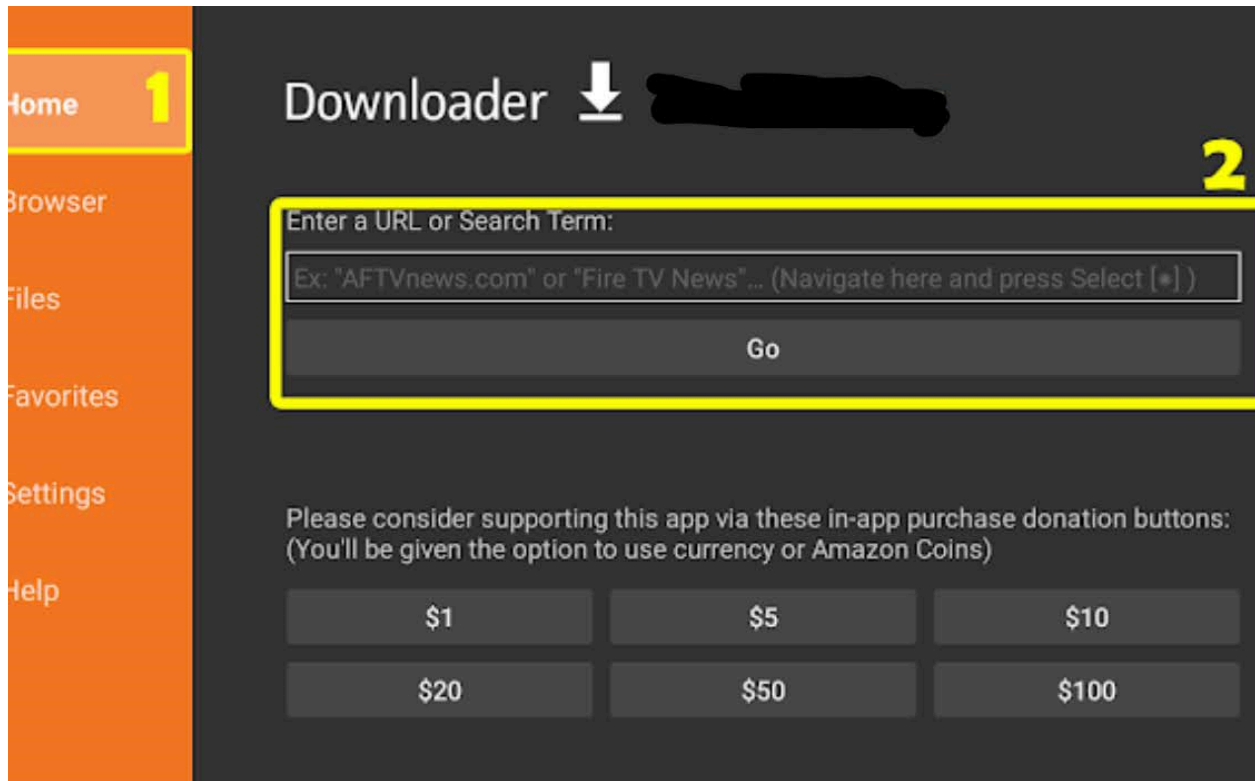 Home
1
Browser
Files
Favorites
Settings
Help
Downloader
2
Enter a URL or Search Term:
Ex: "AFTVnews.com" or "Fire TV News"... (Navigate here and press Select [●] )
Go
Please consider supporting this app via these in-app purchase donation buttons:
(You'll be given the option to use currency or Amazon Coins)
$1 $5 $10
$20 $50 $100